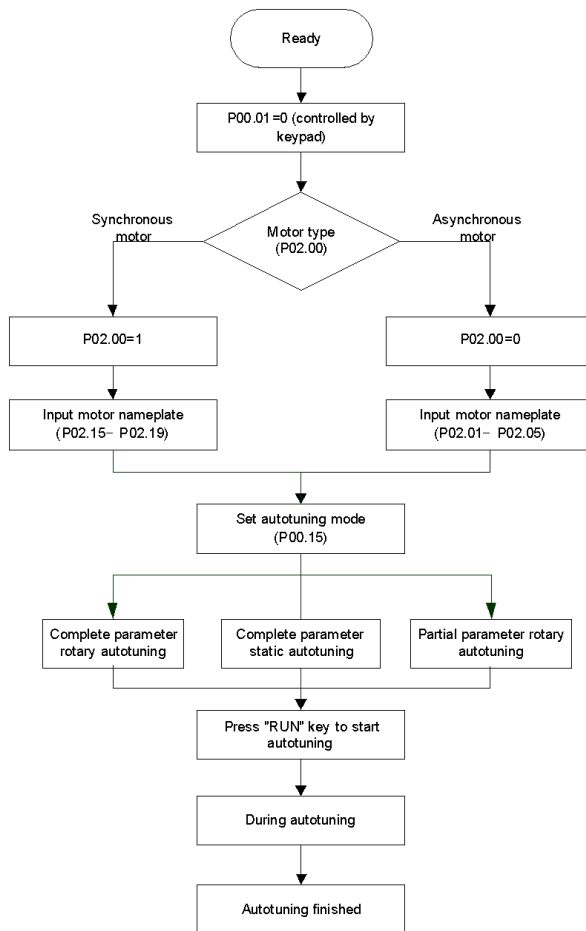 Ready
P00.01=0 (controlled by
keypad)
Synchronous
motor
Motor type
(P02.00)
Asynchronous
motor
P02.00=1
P02.00=0
Input motor nameplate
(P02.15– P02.19)
Input motor nameplate
(P02.01– P02.05)
Set autotuning mode
(P00.15)
Complete parameter
rotary autotuning
Complete parameter
static autotuning
Partial parameter rotary
autotuning
Press "RUN" key to start
autotuning
During autotuning
Autotuning finished